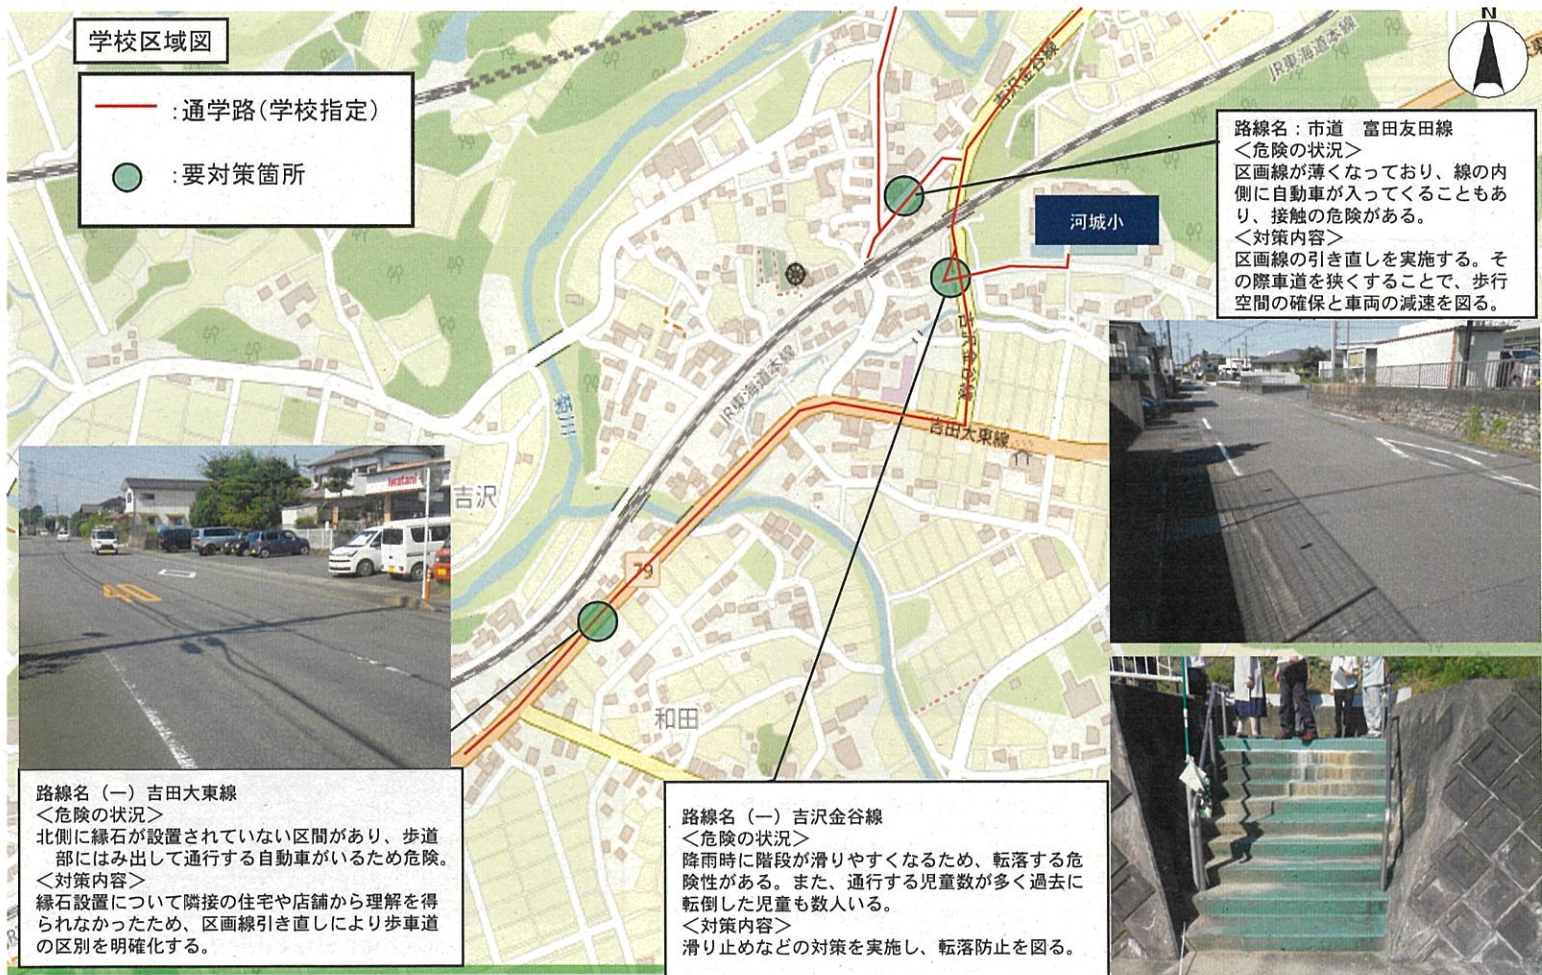 学校区域図
:通学路(学校指定)
:要対策箇所
N
吉沢金谷線
JR東海道本線
路線名：市道　富田友田線
＜危険の状況＞
区画線が薄くなっており、線の内
側に自動車が入ってくることもあ
り、接触の危険がある。
＜対策内容＞
区画線の引き直しを実施する。そ
の際車道を狭くすることで、歩行
空間の確保と車両の減速を図る。
河城小
菊川
JR東海道本線
吉沢金谷線
吉田大東線
吉沢
79
和田
iwatani
40
路線名（一）吉田大東線
＜危険の状況＞
北側に縁石が設置されていない区間があり、歩道
部にはみ出して通行する自動車がいるため危険。
＜対策内容＞
縁石設置について隣接の住宅や店舗から理解を得
られなかったため、区画線引き直しにより歩車道
の区別を明確化する。
路線名（一）吉沢金谷線
＜危険の状況＞
降雨時に階段が滑りやすくなるため、転落する危
険性がある。また、通行する児童数が多く過去に
転倒した児童も数人いる。
＜対策内容＞
滑り止めなどの対策を実施し、転落防止を図る。